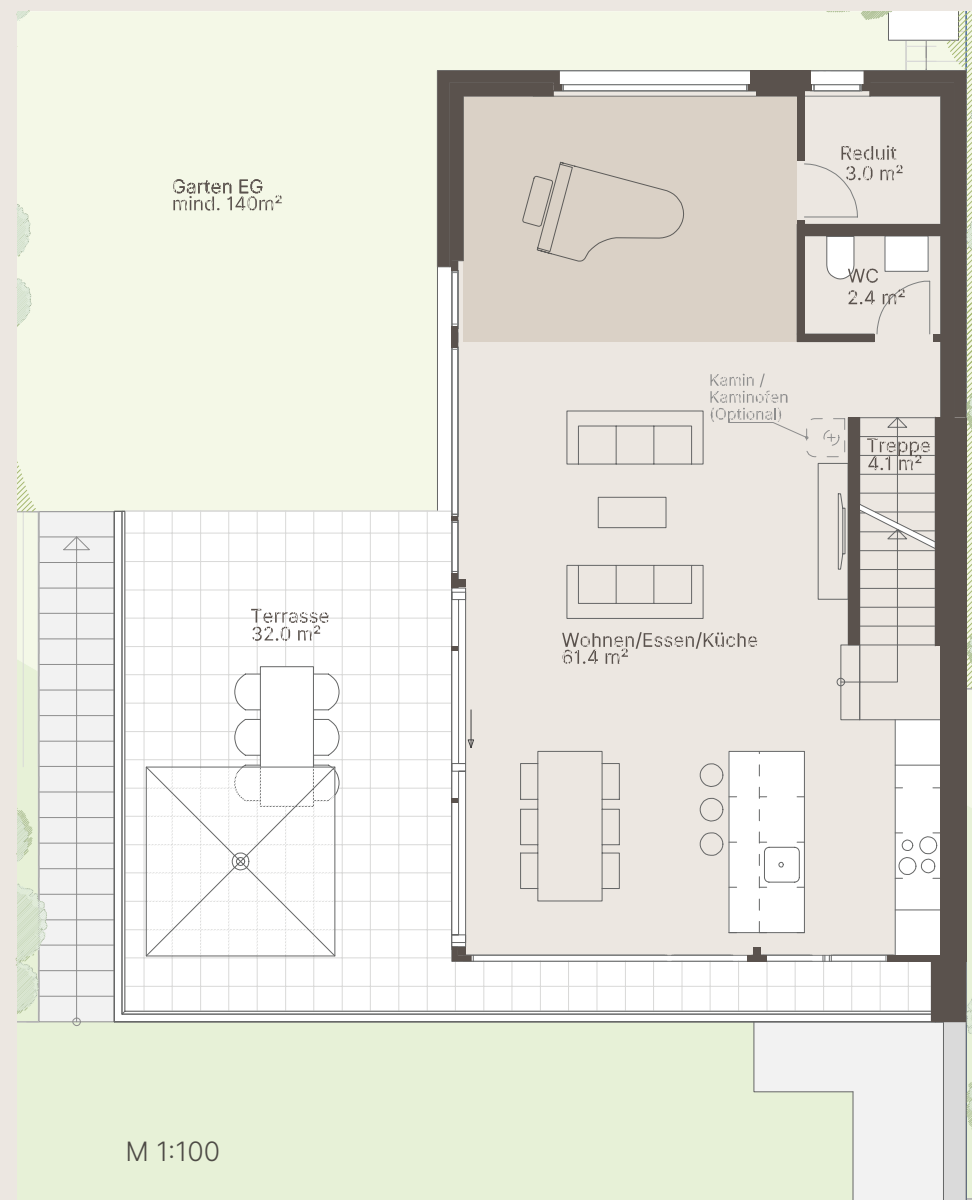 Garten EG
mind. 140m²
Reduit
3.0 m²
WC
2.4 m²
Kamin /
Kaminofen
(Optional)
Treppe
4.1 m²
Terrasse
32.0 m²
Wohnen/Essen/Küche
61.4 m²
M 1:100